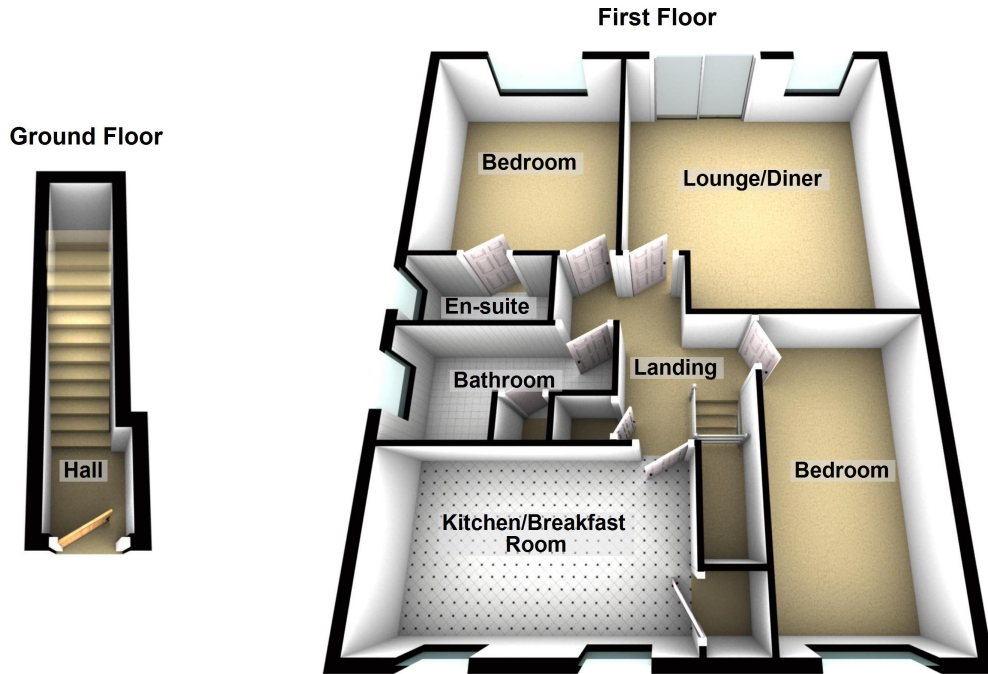 First Floor
Ground Floor
Bedroom
Lounge/Diner
En-suite
Landing
Bathroom
Hall
Bedroom
Kitchen/Breakfast
Room